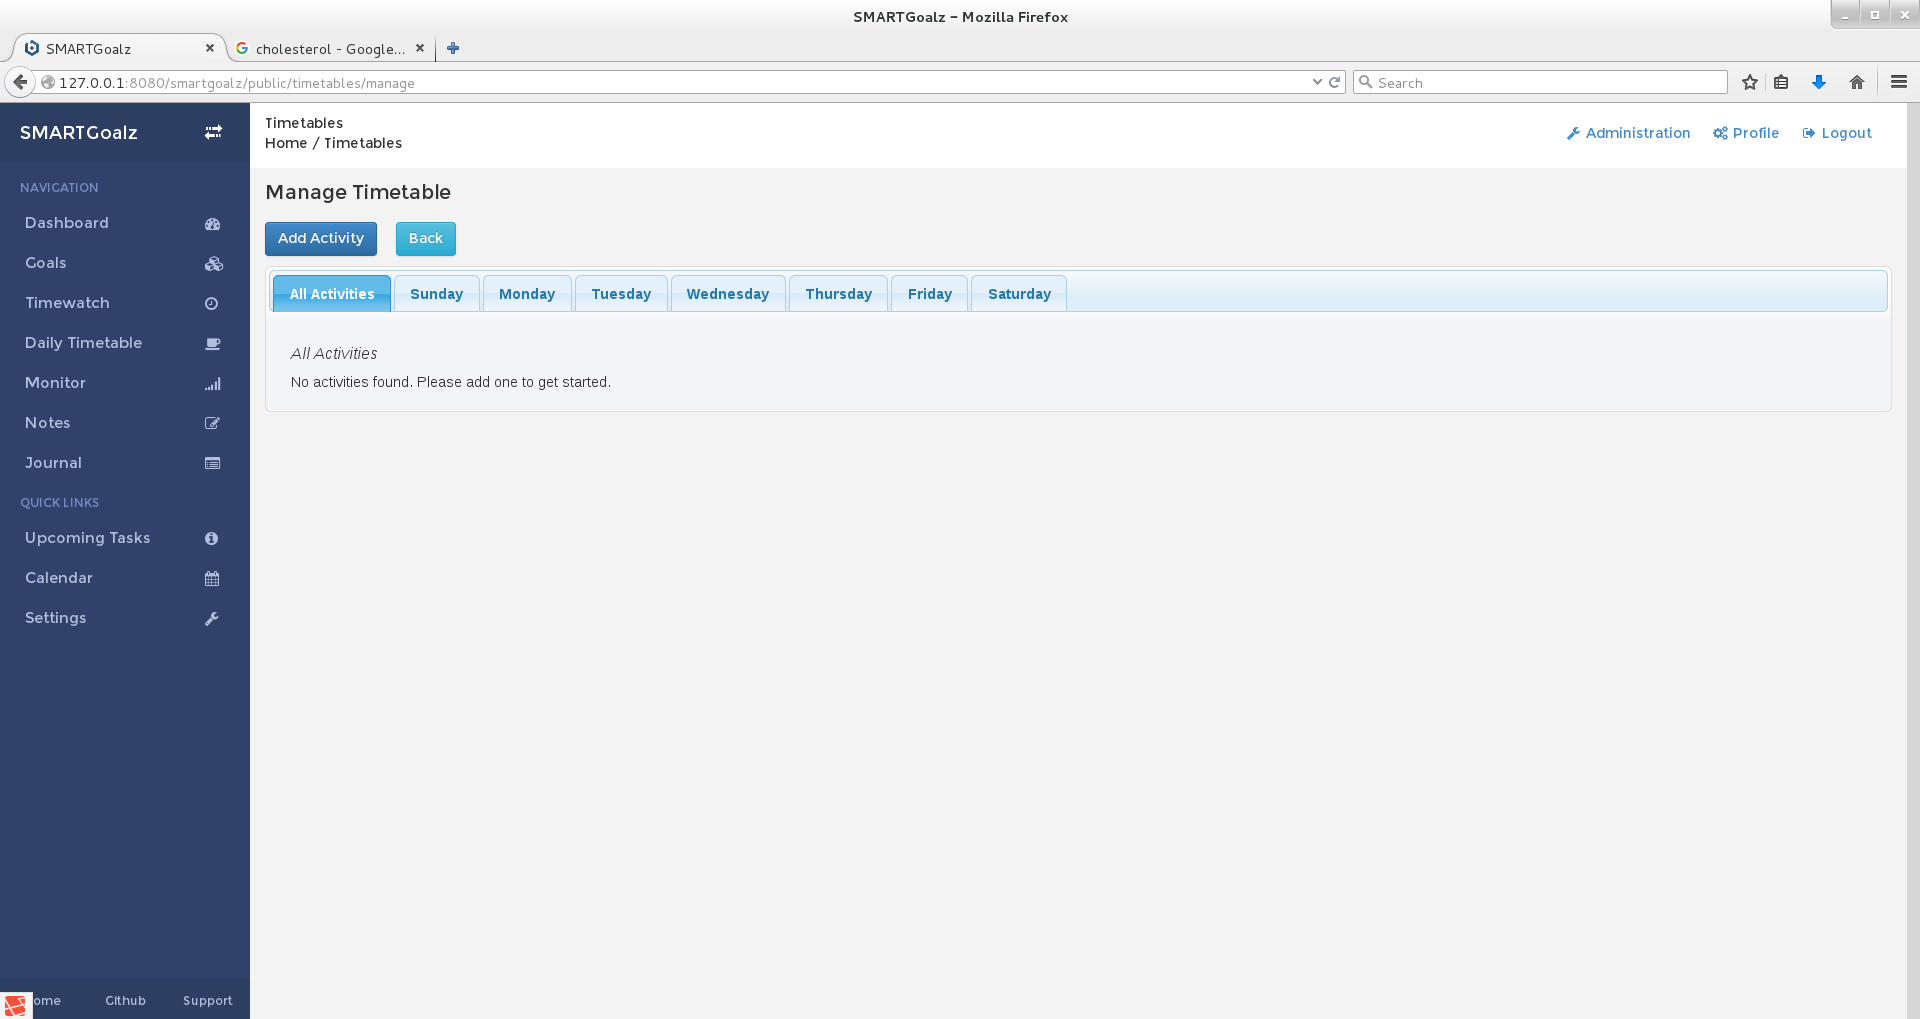 SMARTGoalz - Mozilla Firefox
SMARTGoalz
cholesterol - Google...
127.0.0.1:8080/smartgoalz/public/timetables/manage
Search
SMARTGoalz
Timetables
Home / Timetables
Administration
Profile
Logout
NAVIGATION
Dashboard
Goals
Timewatch
Daily Timetable
Monitor
Notes
Journal
QUICK LINKS
Upcoming Tasks
Calendar
Settings
Manage Timetable
Add Activity
Back
All Activities
Sunday
Monday
Tuesday
Wednesday
Thursday
Friday
Saturday
All Activities
No activities found. Please add one to get started.
Github
Support